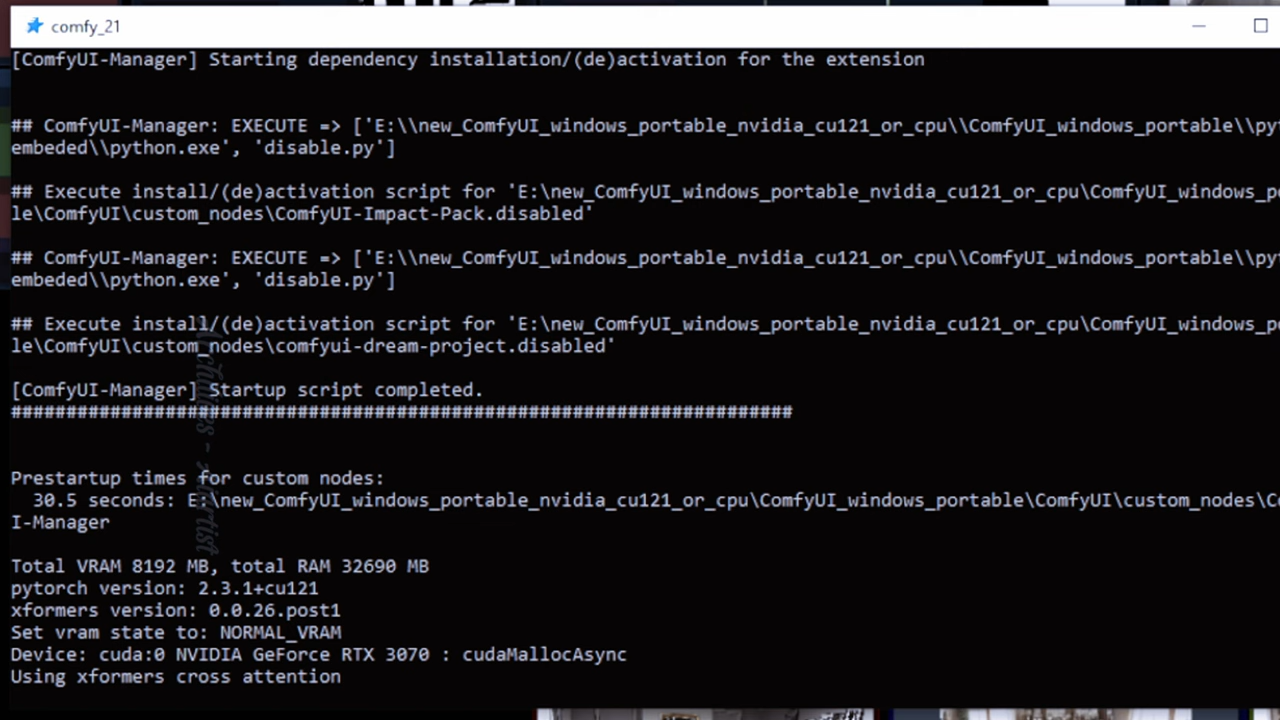 comfy_21
[ComfyUI-Manager] Starting dependency installation/(de)activation for the extension
## ComfyUI-Manager: EXECUTE => ['E:\\new_ComfyUI_windows_portable_nvidia_cu121_or_cpu\\ComfyUI_windows_portable\\py
embeded\\python.exe', 'disable.py']
## Execute install/(de)activation script for 'E:\new_ComfyUI_windows_portable_nvidia_cu121_or_cpu\ComfyUI_windows_p
le\ComfyUI\custom_nodes\ComfyUI-Impact-Pack.disabled'
## ComfyUI-Manager: EXECUTE => ['E:\\new_ComfyUI_windows_portable_nvidia_cu121_or_cpu\\ComfyUI_windows_portable\\py
embeded\\python.exe', 'disable.py']
## Execute install/(de)activation script for 'E:\new_ComfyUI_windows_portable_nvidia_cu121_or_cpu\ComfyUI_windows_p
le\ComfyUI\custom_nodes\comfyui-dream-project.disabled'
[ComfyUI-Manager] Startup script completed.
#######################################################################
Prestartup times for custom nodes:
30.5 seconds: E:\new_ComfyUI_windows_portable_nvidia_cu121_or_cpu\ComfyUI_windows_portable\ComfyUI\custom_nodes\C
I-Manager
Total VRAM 8192 MB, total RAM 32690 MB
pytorch version: 2.3.1+cu121
xformers version: 0.0.26.post1
Set vram state to: NORMAL_VRAM
Device: cuda:0 NVIDIA GeForce RTX 3070 : cudaMallocAsync
Using xformers cross attention